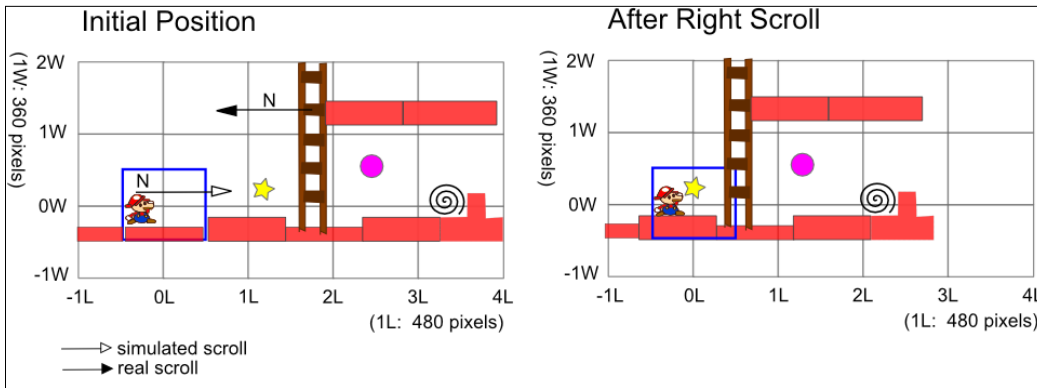 Initial Position
(1W: 360 pixels)
2W
1W
0W
-1W
N
N
-1L 0L 1L 2L 3L 4L
(1L: 480 pixels)
simulated scroll
real scroll
After Right Scroll
(1W: 360 pixels)
2W
1W
0W
-1W
-1L 0L 1L 2L 3L 4L
(1L: 480 pixels)